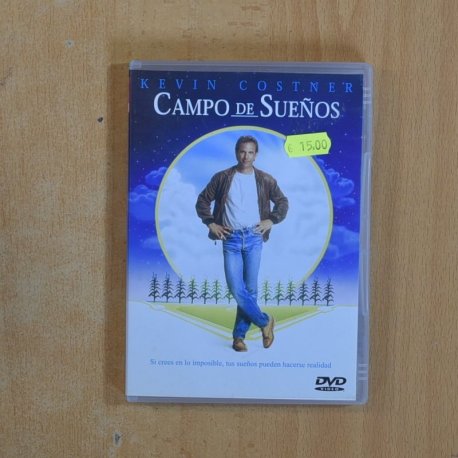 KEVIN COSTNER
CAMPO DE SUEÑOS
€ 15.00
Si crees en lo imposible, tus sueños pueden hacerse realidad
DVD
VIDEO